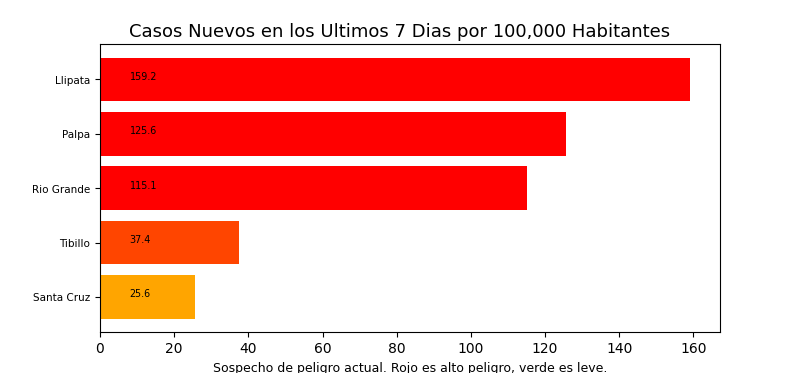 Casos Nuevos en los Ultimos 7 Dias por 100,000 Habitantes
Llipata 159.2
Palpa 125.6
Rio Grande 115.1
Tibillo 37.4
Santa Cruz 25.6
0 20 40 60 80 100 120 140 160
Sospecho de peligro actual. Rojo es alto peligro, verde es leve.